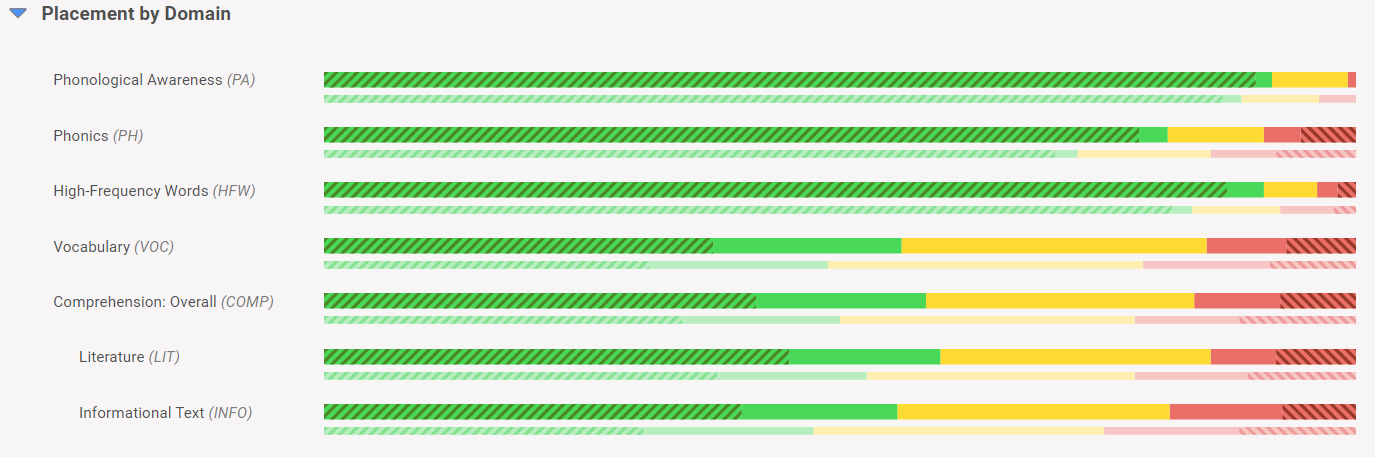 Placement by Domain
Phonological Awareness (PA)
Phonics (PH)
High-Frequency Words (HFW)
Vocabulary (VOC)
Comprehension: Overall (COMP)
Literature (LIT)
Informational Text (INFO)